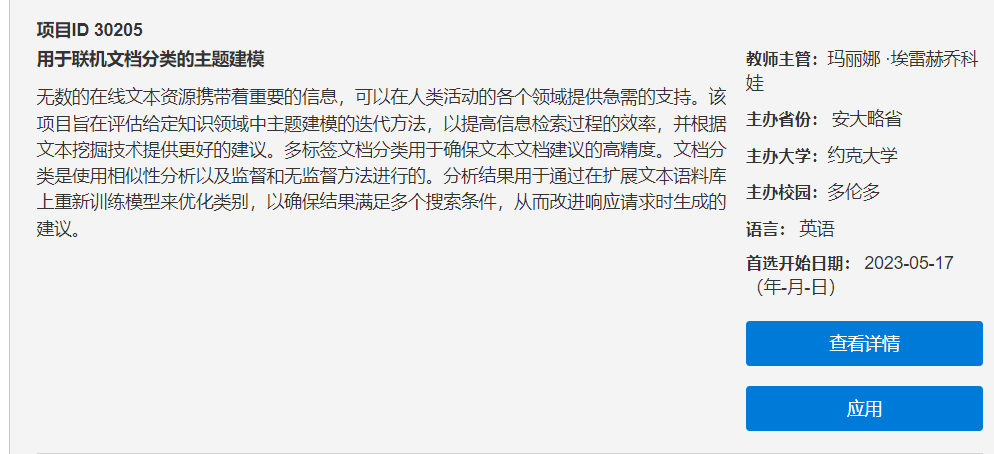 项目ID 30205
用于联机文档分类的主题建模
无数的在线文本资源携带着重要的信息，可以在人类活动的各个领域提供急需的支持。该
项目旨在评估给定知识领域中主题建模的迭代方法，以提高信息检索过程的效率，并根据
文本挖掘技术提供更好的建议。多标签文档分类用于确保文本文档建议的高精度。文档分
类是使用相似性分析以及监督和无监督方法进行的。分析结果用于通过在扩展文本语料库
上重新训练模型来优化类别，以确保结果满足多个搜索条件，从而改进响应请求时生成的
建议。
教师主管：玛丽娜 ·埃雷赫乔科
娃
主办省份： 安大略省
主办大学：约克大学
主办校园：多伦多
语言： 英语
首选开始日期： 2023-05-17
（年-月-日）
查看详情
应用